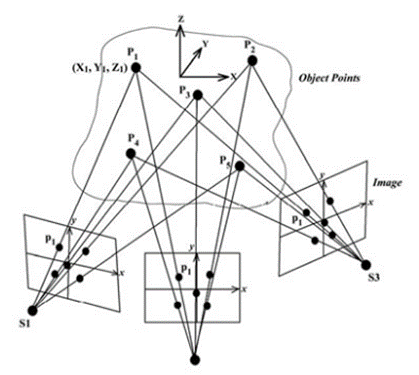 Z
Y
X
P1
(X1, Y1, Z1)
P2
Object Points
P3
P4
P5
Image
y
x
p1
y
x
p1
y
x
p1
S1
S3